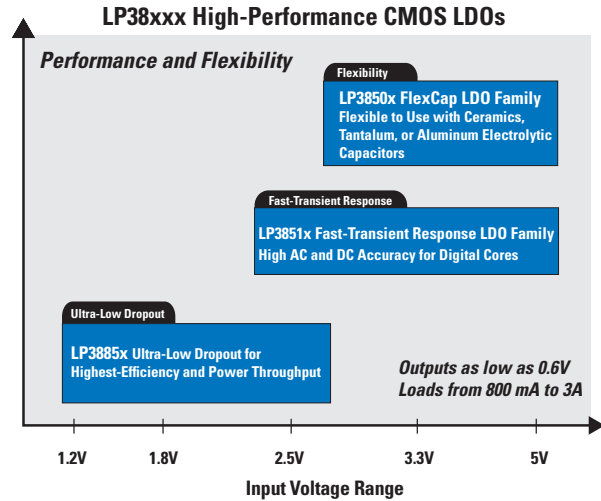 LP38xxx High-Performance CMOS LDOs
Performance and Flexibility
Flexibility
LP3850x FlexCap LDO Family
Flexible to Use with Ceramics,
Tantalum, or Aluminum Electrolytic
Capacitors
Fast-Transient Response
LP3851x Fast-Transient Response LDO Family
High AC and DC Accuracy for Digital Cores
Ultra-Low Dropout
LP3885x Ultra-Low Dropout for
Highest-Efficiency and Power Throughput
Outputs as low as 0.6V
Loads from 800 mA to 3A
1.2V 1.8V 2.5V 3.3V 5V
Input Voltage Range